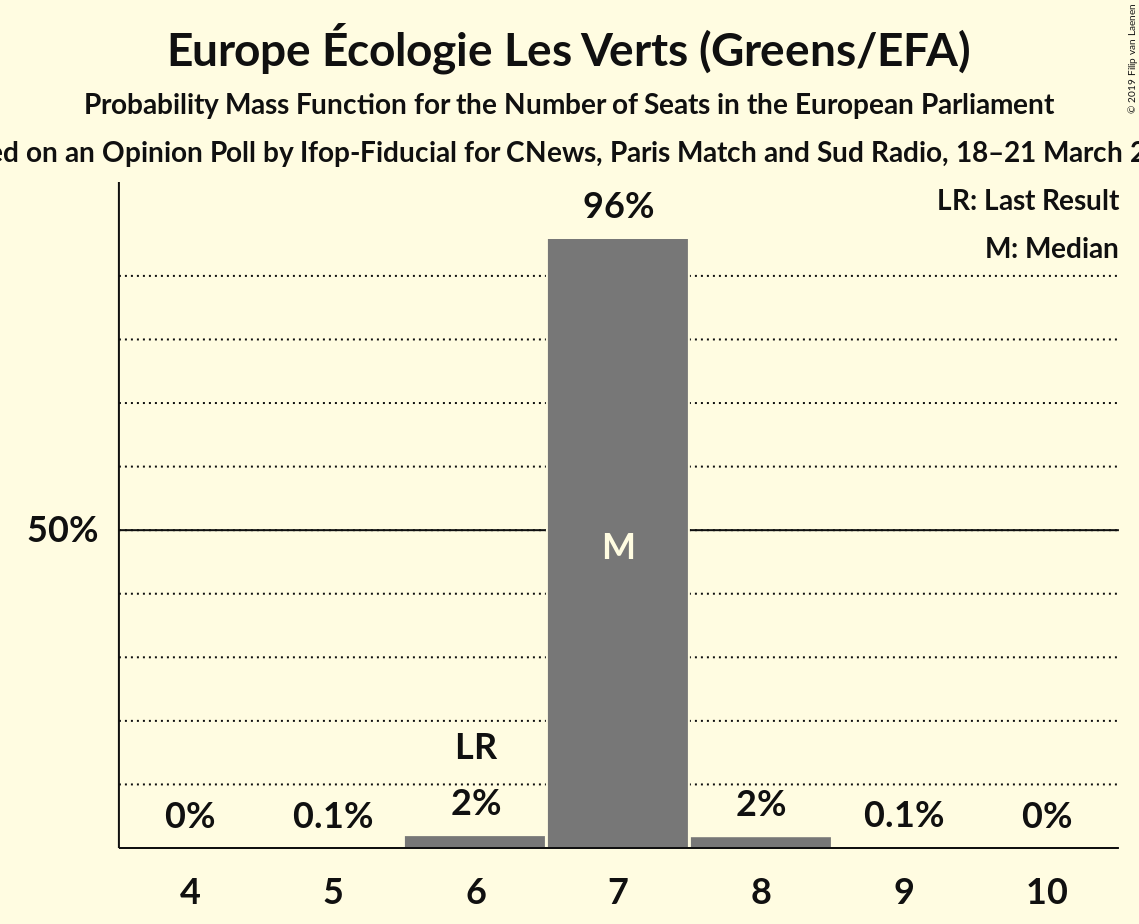 Europe Écologie Les Verts (Greens/EFA)
Probability Mass Function for the Number of Seats in the European Parliament
on an Opinion Poll by Ifop-Fiducial for CNews, Paris Match and Sud Radio, 18–21 March
© 2019 Filip van Laenen
LR: Last Result
M: Median
96%
50%
M
LR
0% 0.1% 2% 2% 0.1% 0%
4 5 6 7 8 9 10